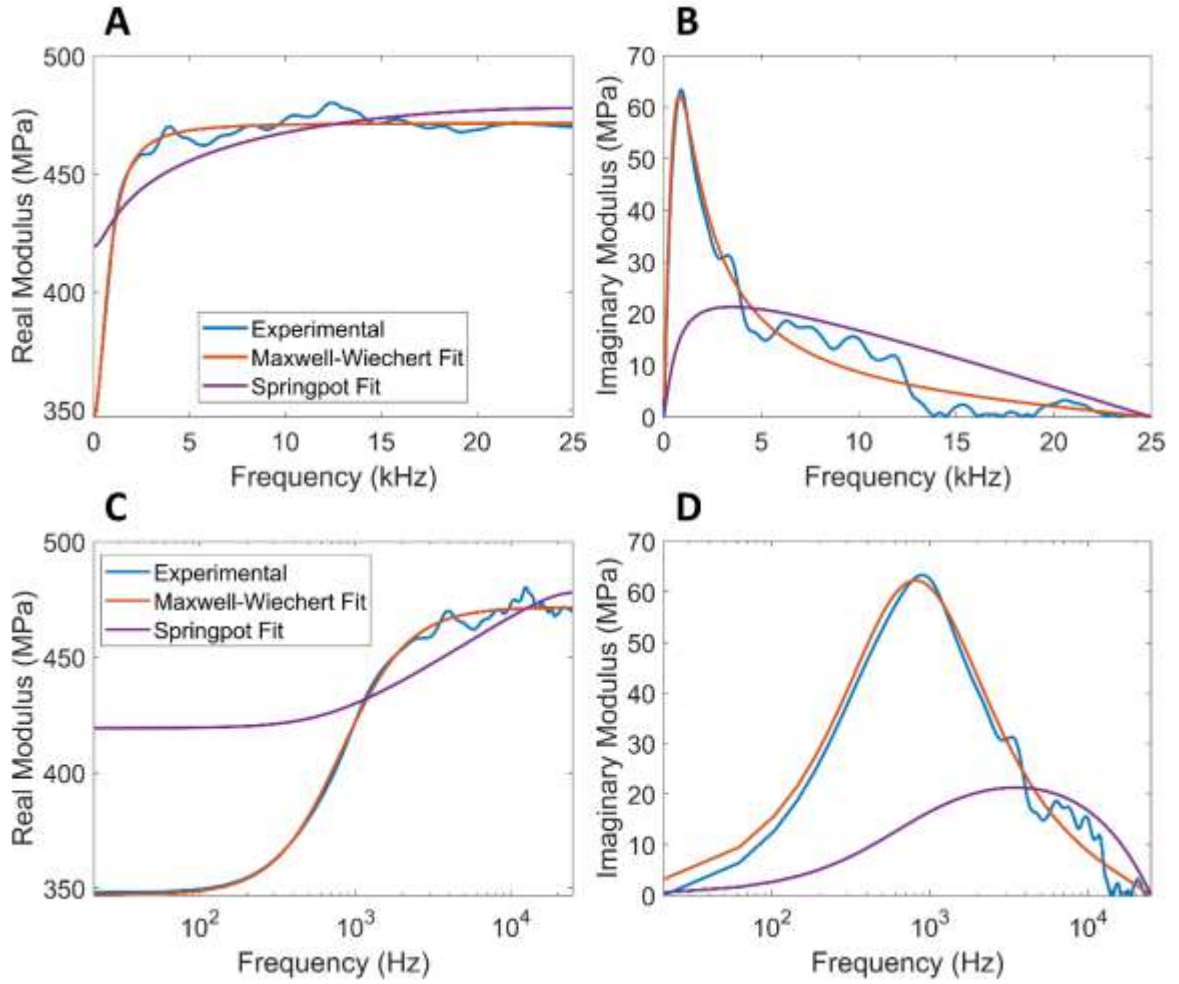 A
B
500
450
400
350
Real Modulus (MPa)
0 5 10 15 20 25
Frequency (kHz)
Experimental
Maxwell-Wiechert Fit
Springpot Fit
70
60
50
40
30
20
10
0
Imaginary Modulus (MPa)
0 5 10 15 20 25
Frequency (kHz)
C
D
500
450
400
350
Real Modulus (MPa)
Experimental
Maxwell-Wiechert Fit
Springpot Fit
10² 10³ 10⁴
Frequency (Hz)
70
60
50
40
30
20
10
0
Imaginary Modulus (MPa)
10² 10³ 10⁴
Frequency (Hz)